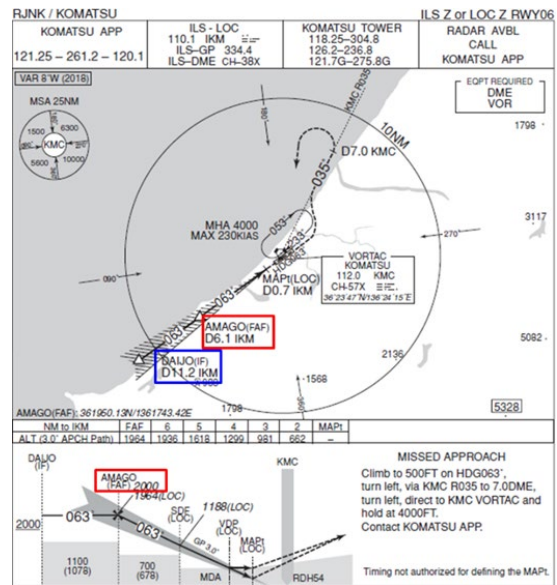 RJNK / KOMATSU
ILS Z or LOC Z RWY06
KOMATSU APP
121.25 - 261.2 - 120.1
ILS - LOC
110.1 IKM
ILS-GP 334.4
ILS-DME CH-38X
KOMATSU TOWER
118.25-304.8
126.2-236.8
121.7G-275.8G
RADAR AVBL
CALL
KOMATSU APP
VAR 8°W (2018)
MSA 25NM
1500
6300
KMC
5600
10000
EQPT REQUIRED
DME
VOR
1798
180°
KMC R035
10NM
D7.0 KMC
035°
MHA 4000
MAX 230KIAS
053°
233°
HDG063°
3117
270°
090°
VORTAC
KOMATSU
112.0 KMC
CH-57X
36°23'47"N/136°24'15"E
MAPt(LOC)
D0.7 IKM
063°
063°
AMAGO(FAF)
D6.1 IKM
DAIJO(IF)
D11.2 IKM
5082
2136
1568
360°
1798
5328
AMAGO(FAF): 361950.13N/1361743.42E
NM to IKM FAF 6 5 4 3 2 MAPt
ALT (3.0° APCH Path) 1964 1936 1618 1299 981 662 -
DAIJO
(IF)
AMAGO
(FAF) 2000
1964(LOC)
SDF
(LOC)
1188(LOC)
VDP
(LOC)
MAPt
(LOC)
KMC
2000
063°
063°
GP 3.0°
1100
(1078)
700
(678)
MDA
RDH54
MISSED APPROACH
Climb to 500FT on HDG063°,
turn left, via KMC R035 to 7.0DME,
turn left, direct to KMC VORTAC and
hold at 4000FT.
Contact KOMATSU APP.
Timing not authorized for defining the MAPt.